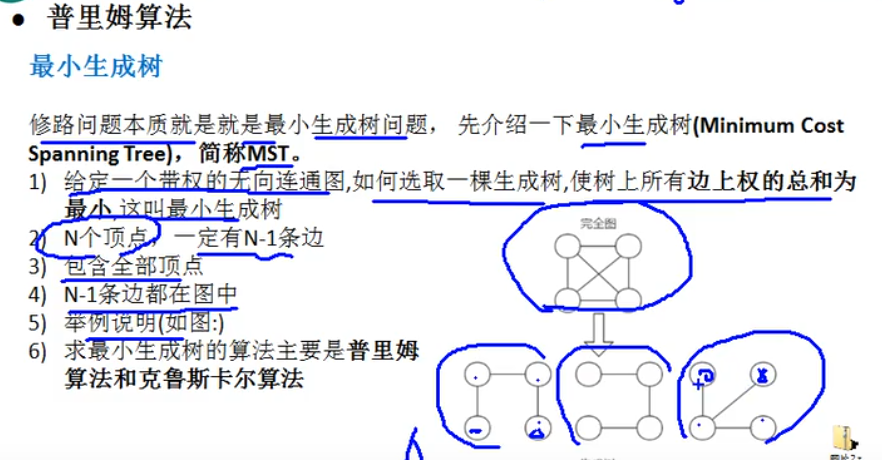 ● 普里姆算法
最小生成树
修路问题本质就是就是最小生成树问题， 先介绍一下最小生成树(Minimum Cost
Spanning Tree)，简称MST。
1) 给定一个带权的无向连通图,如何选取一棵生成树,使树上所有边上权的总和为
最小,这叫最小生成树
2) N个顶点，一定有N-1条边
3) 包含全部顶点
4) N-1条边都在图中
5) 举例说明(如图:)
6) 求最小生成树的算法主要是普里姆
算法和克鲁斯卡尔算法
完全图